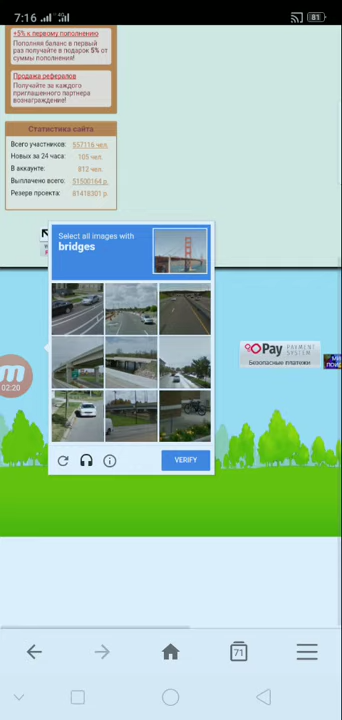 7:16
81
+5% к первому пополнению
Пополняя баланс в первый
раз получайте в подарок 5% от
суммы пополнения!
Продажа рефералов
Получайте за каждого
приглашенного партнера
вознаграждение!
Статистика сайта
Всего участников: 557116 чел.
Новых за 24 часа: 105 чел.
В аккаунте: 812 чел.
Выплачено всего: 51500164 р.
Резерв проекта: 81418301 р.
Select all images with
bridges
02:20
Pay PAYMENT
SYSTEM
Безопасные платежи
VERIFY
71